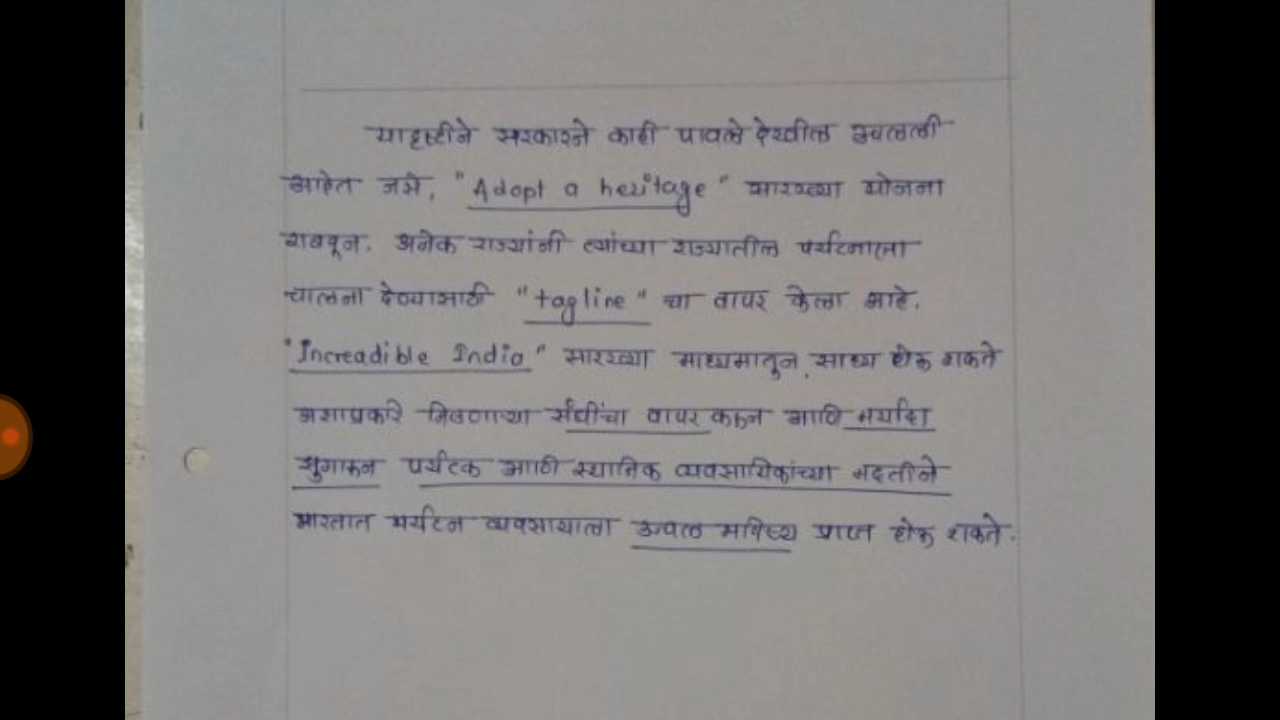 यादृष्टीने सरकारने काही पावले देखील उचलली
आहेत जसे, "Adopt a heritage" सारख्या योजना
राबवून. अनेक राज्यांनी त्यांच्या राज्यातील पर्यटनाला
चालना देण्यासाठी "tagline" चा वापर केला आहे.
"Increadible India" सारख्या माध्यमातून साध्य होऊ शकते
अशाप्रकारे मिळणाऱ्या संधींचा वापर करुन आणि मर्यादा
झुगारुन पर्यटक आणि स्थानिक व्यवसायिकांच्या मदतीने
भारतात पर्यटन व्यवसायाला उज्वल भविष्य प्राप्त होऊ शकते.